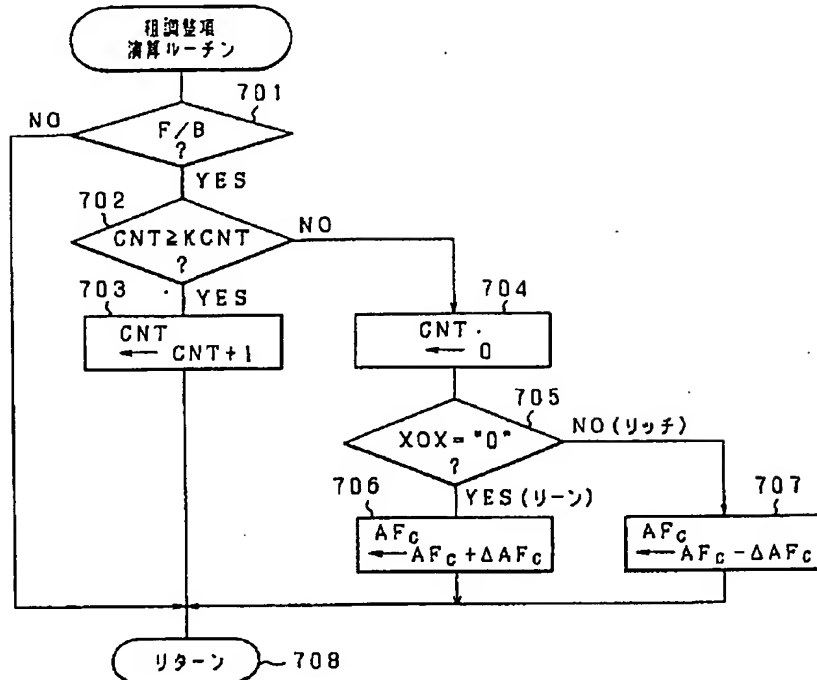 粗調整項
演算ルーチン
701
NO
F/B
?
YES
702
CNT≧KCNT
?
NO
703
YES
CNT
← CNT+1
704
CNT
← 0
705
XOX="0"
?
NO(リッチ)
YES(リーン)
706
AFc
← AFc+ΔAFc
707
AFc
← AFc-ΔAFc
リターン
708